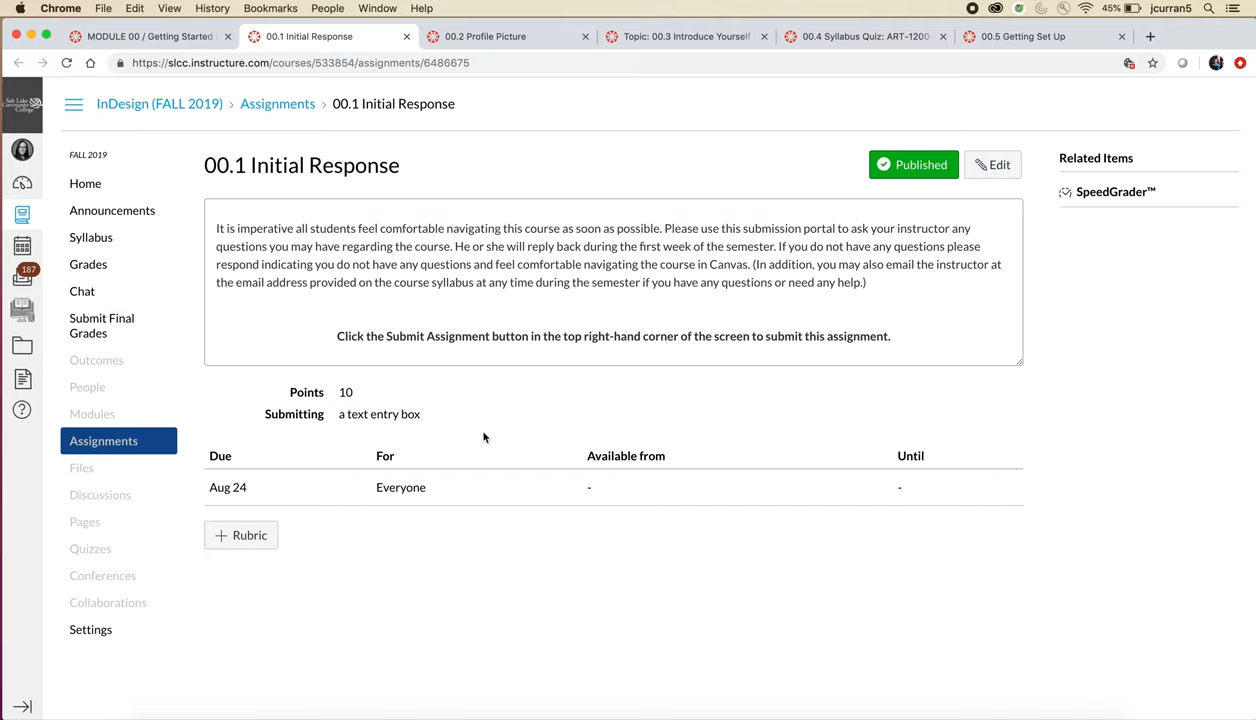 Chrome File Edit View History Bookmarks People Window Help 45% jcurran5
MODULE 00 / Getting Started 00.1 Initial Response 00.2 Profile Picture Topic: 00.3 Introduce Yourself 00.4 Syllabus Quiz: ART-1200- 00.5 Getting Set Up
https://slcc.instructure.com/courses/533854/assignments/6486675
Salt Lake
Community
College
InDesign (FALL 2019) › Assignments › 00.1 Initial Response
FALL 2019
Home
Announcements
Syllabus
Grades
Chat
Submit Final
Grades
Outcomes
People
Modules
Assignments
Files
Discussions
Pages
Quizzes
Conferences
Collaborations
Settings
187
00.1 Initial Response
Published
Edit
It is imperative all students feel comfortable navigating this course as soon as possible. Please use this submission portal to ask your instructor any
questions you may have regarding the course. He or she will reply back during the first week of the semester. If you do not have any questions please
respond indicating you do not have any questions and feel comfortable navigating the course in Canvas. (In addition, you may also email the instructor at
the email address provided on the course syllabus at any time during the semester if you have any questions or need any help.)
Click the Submit Assignment button in the top right-hand corner of the screen to submit this assignment.
Points 10
Submitting a text entry box
Due For Available from Until
Aug 24 Everyone - -
+ Rubric
Related Items
SpeedGrader™